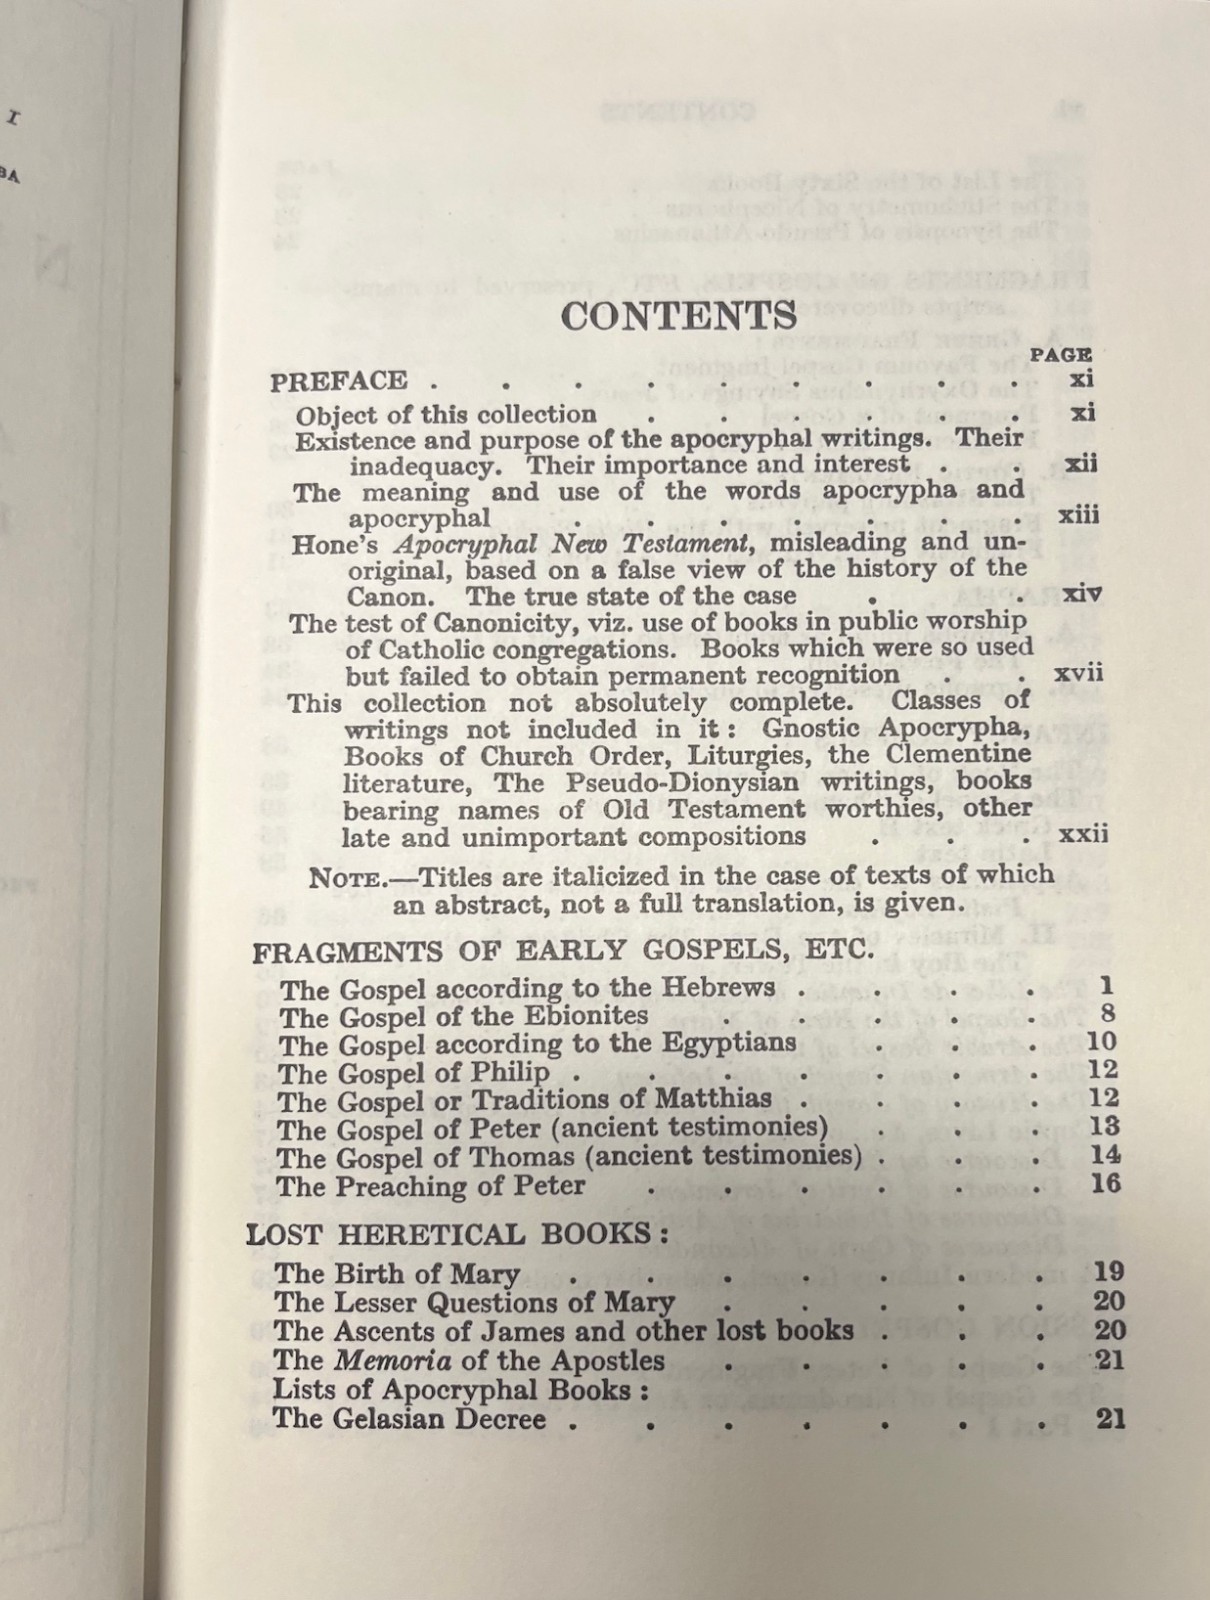 I
BA
CONTENTS
PAGE
PREFACE . . . . . . . . . xi
Object of this collection . . . . . . xi
Existence and purpose of the apocryphal writings. Their
inadequacy. Their importance and interest . . xii
The meaning and use of the words apocrypha and
apocryphal . . . . . . . xiii
Hone's Apocryphal New Testament, misleading and un-
original, based on a false view of the history of the
Canon. The true state of the case . . . xiv
The test of Canonicity, viz. use of books in public worship
of Catholic congregations. Books which were so used
but failed to obtain permanent recognition . . xvii
This collection not absolutely complete. Classes of
writings not included in it : Gnostic Apocrypha,
Books of Church Order, Liturgies, the Clementine
literature, The Pseudo-Dionysian writings, books
bearing names of Old Testament worthies, other
late and unimportant compositions . . . xxii
NOTE.—Titles are italicized in the case of texts of which
an abstract, not a full translation, is given.
FRAGMENTS OF EARLY GOSPELS, ETC.
The Gospel according to the Hebrews . . . . 1
The Gospel of the Ebionites . . . . . 8
The Gospel according to the Egyptians . . . 10
The Gospel of Philip . . . . . . . 12
The Gospel or Traditions of Matthias . . . . 12
The Gospel of Peter (ancient testimonies) . . . 13
The Gospel of Thomas (ancient testimonies) . . . 14
The Preaching of Peter . . . . . . 16
LOST HERETICAL BOOKS :
The Birth of Mary . . . . . . . 19
The Lesser Questions of Mary . . . . . 20
The Ascents of James and other lost books . . . 20
The Memoria of the Apostles . . . . . 21
Lists of Apocryphal Books :
The Gelasian Decree . . . . . . . 21